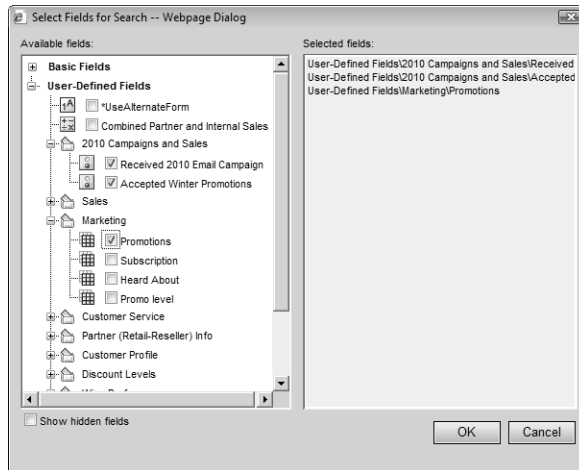 Select Fields for Search -- Webpage Dialog
Available fields:
Basic Fields
User-Defined Fields
*UseAlternateForm
Combined Partner and Internal Sales
2010 Campaigns and Sales
Received 2010 Email Campaign
Accepted Winter Promotions
Sales
Marketing
Promotions
Subscription
Heard About
Promo level
Customer Service
Partner (Retail-Reseller) Info
Customer Profile
Discount Levels
Show hidden fields
Selected fields:
User-Defined Fields\2010 Campaigns and Sales\Received
User-Defined Fields\2010 Campaigns and Sales\Accepted
User-Defined Fields\Marketing\Promotions
OK
Cancel